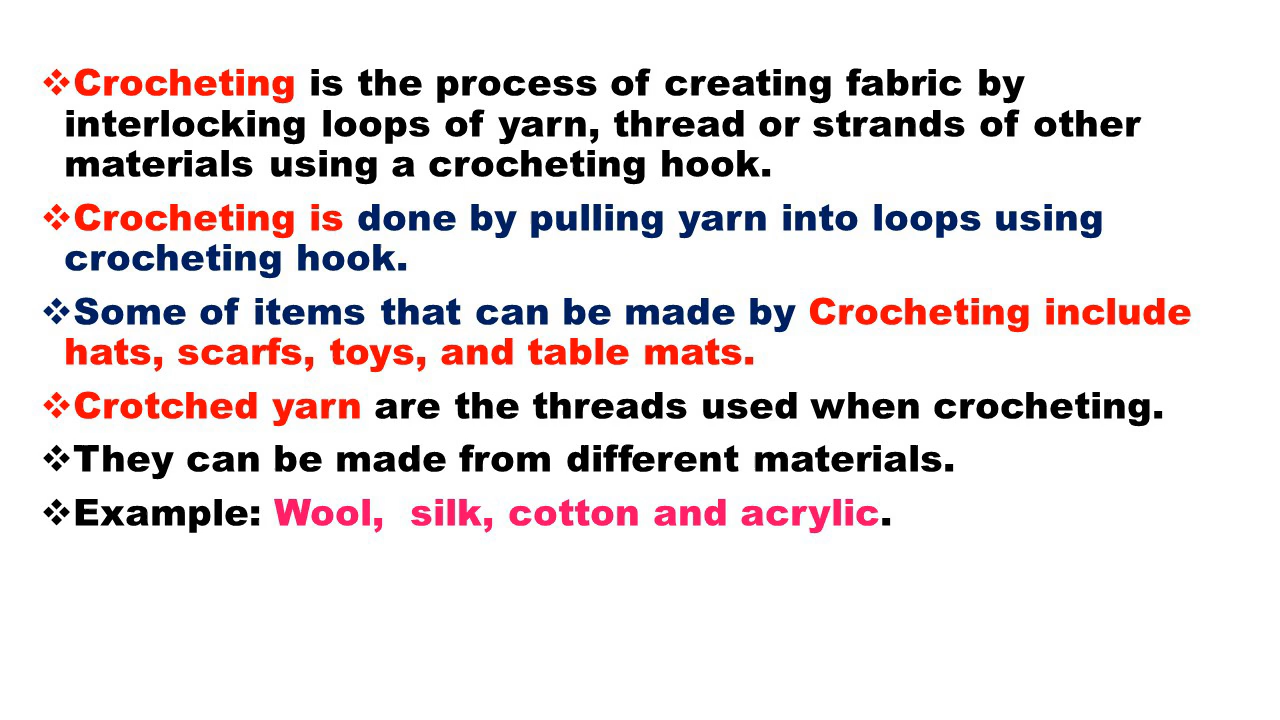 ❖Crocheting is the process of creating fabric by
interlocking loops of yarn, thread or strands of other
materials using a crocheting hook.
❖Crocheting is done by pulling yarn into loops using
crocheting hook.
❖Some of items that can be made by Crocheting include
hats, scarfs, toys, and table mats.
❖Crotched yarn are the threads used when crocheting.
❖They can be made from different materials.
❖Example: Wool,  silk, cotton and acrylic.